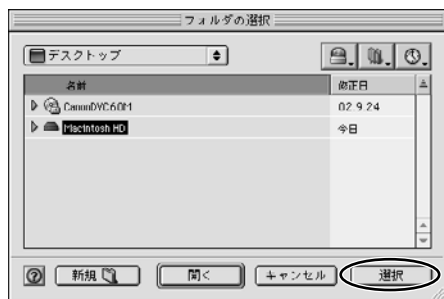 フォルダの選択
デスクトップ
名前 修正日
CanonDVC60M 02.9.24
Macintosh HD 今日
? 新規 開く キャンセル 選択